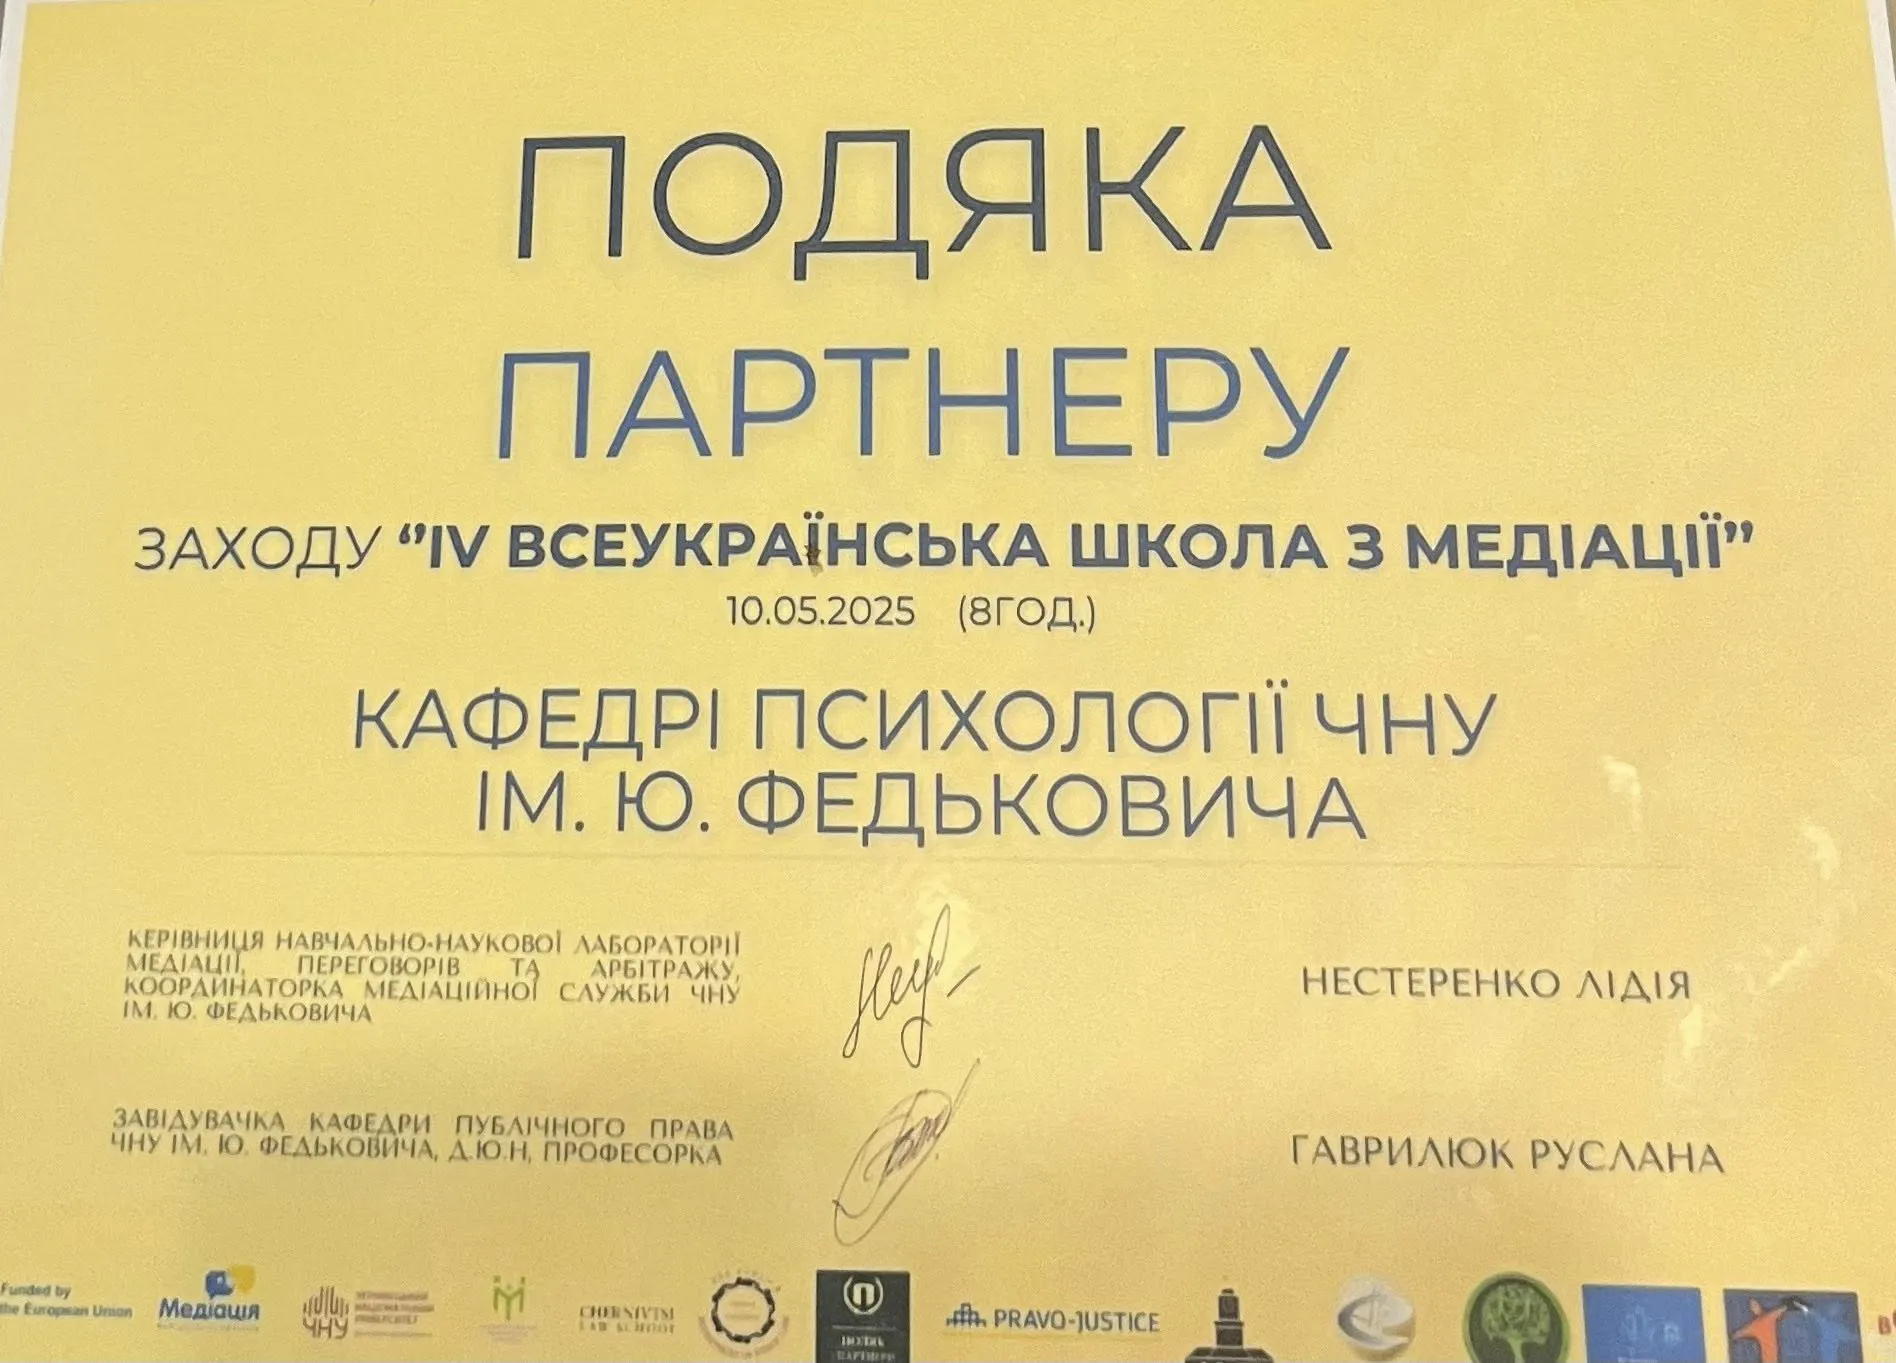 ПОДЯКА
ПАРТНЕРУ
ЗАХОДУ “IV ВСЕУКРАЇНСЬКА ШКОЛА З МЕДІАЦІЇ”
10.05.2025 (8ГОД.)
КАФЕДРІ ПСИХОЛОГІЇ ЧНУ
ІМ. Ю. ФЕДЬКОВИЧА
КЕРІВНИЦЯ НАВЧАЛЬНО-НАУКОВОЇ ЛАБОРАТОРІЇ
МЕДІАЦІЇ, ПЕРЕГОВОРІВ ТА АРБІТРАЖУ,
КООРДИНАТОРКА МЕДІАЦІЙНОЇ СЛУЖБИ ЧНУ
ІМ. Ю. ФЕДЬКОВИЧА
НЕСТЕРЕНКО ЛІДІЯ
ЗАВІДУВАЧКА КАФЕДРИ ПУБЛІЧНОГО ПРАВА
ЧНУ ІМ. Ю. ФЕДЬКОВИЧА, Д.Ю.Н, ПРОФЕСОРКА
ГАВРИЛЮК РУСЛАНА
Funded by
the European Union
Медіація
ЧНУ
CHERNIVTSI
LAW SCHOOL
PRAVO-JUSTICE